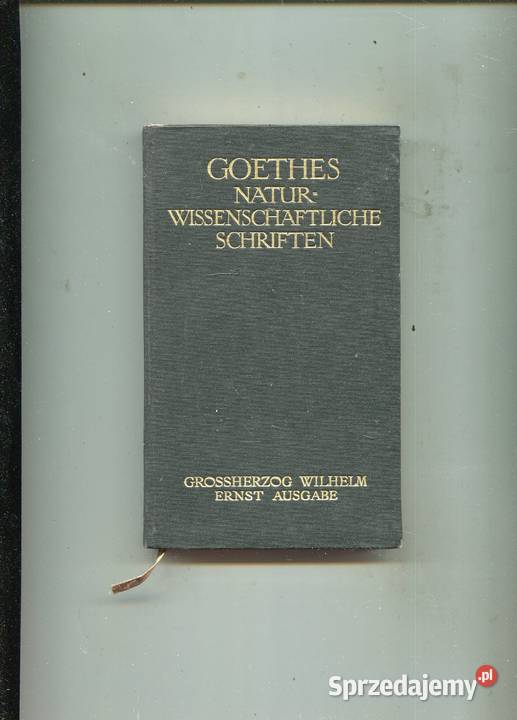 GOETHES
NATUR-
WISSENSCHAFTLICHE
SCHRIFTEN
GROSSHERZOG WILHELM
ERNST AUSGABE
Sprzedajemy.pl